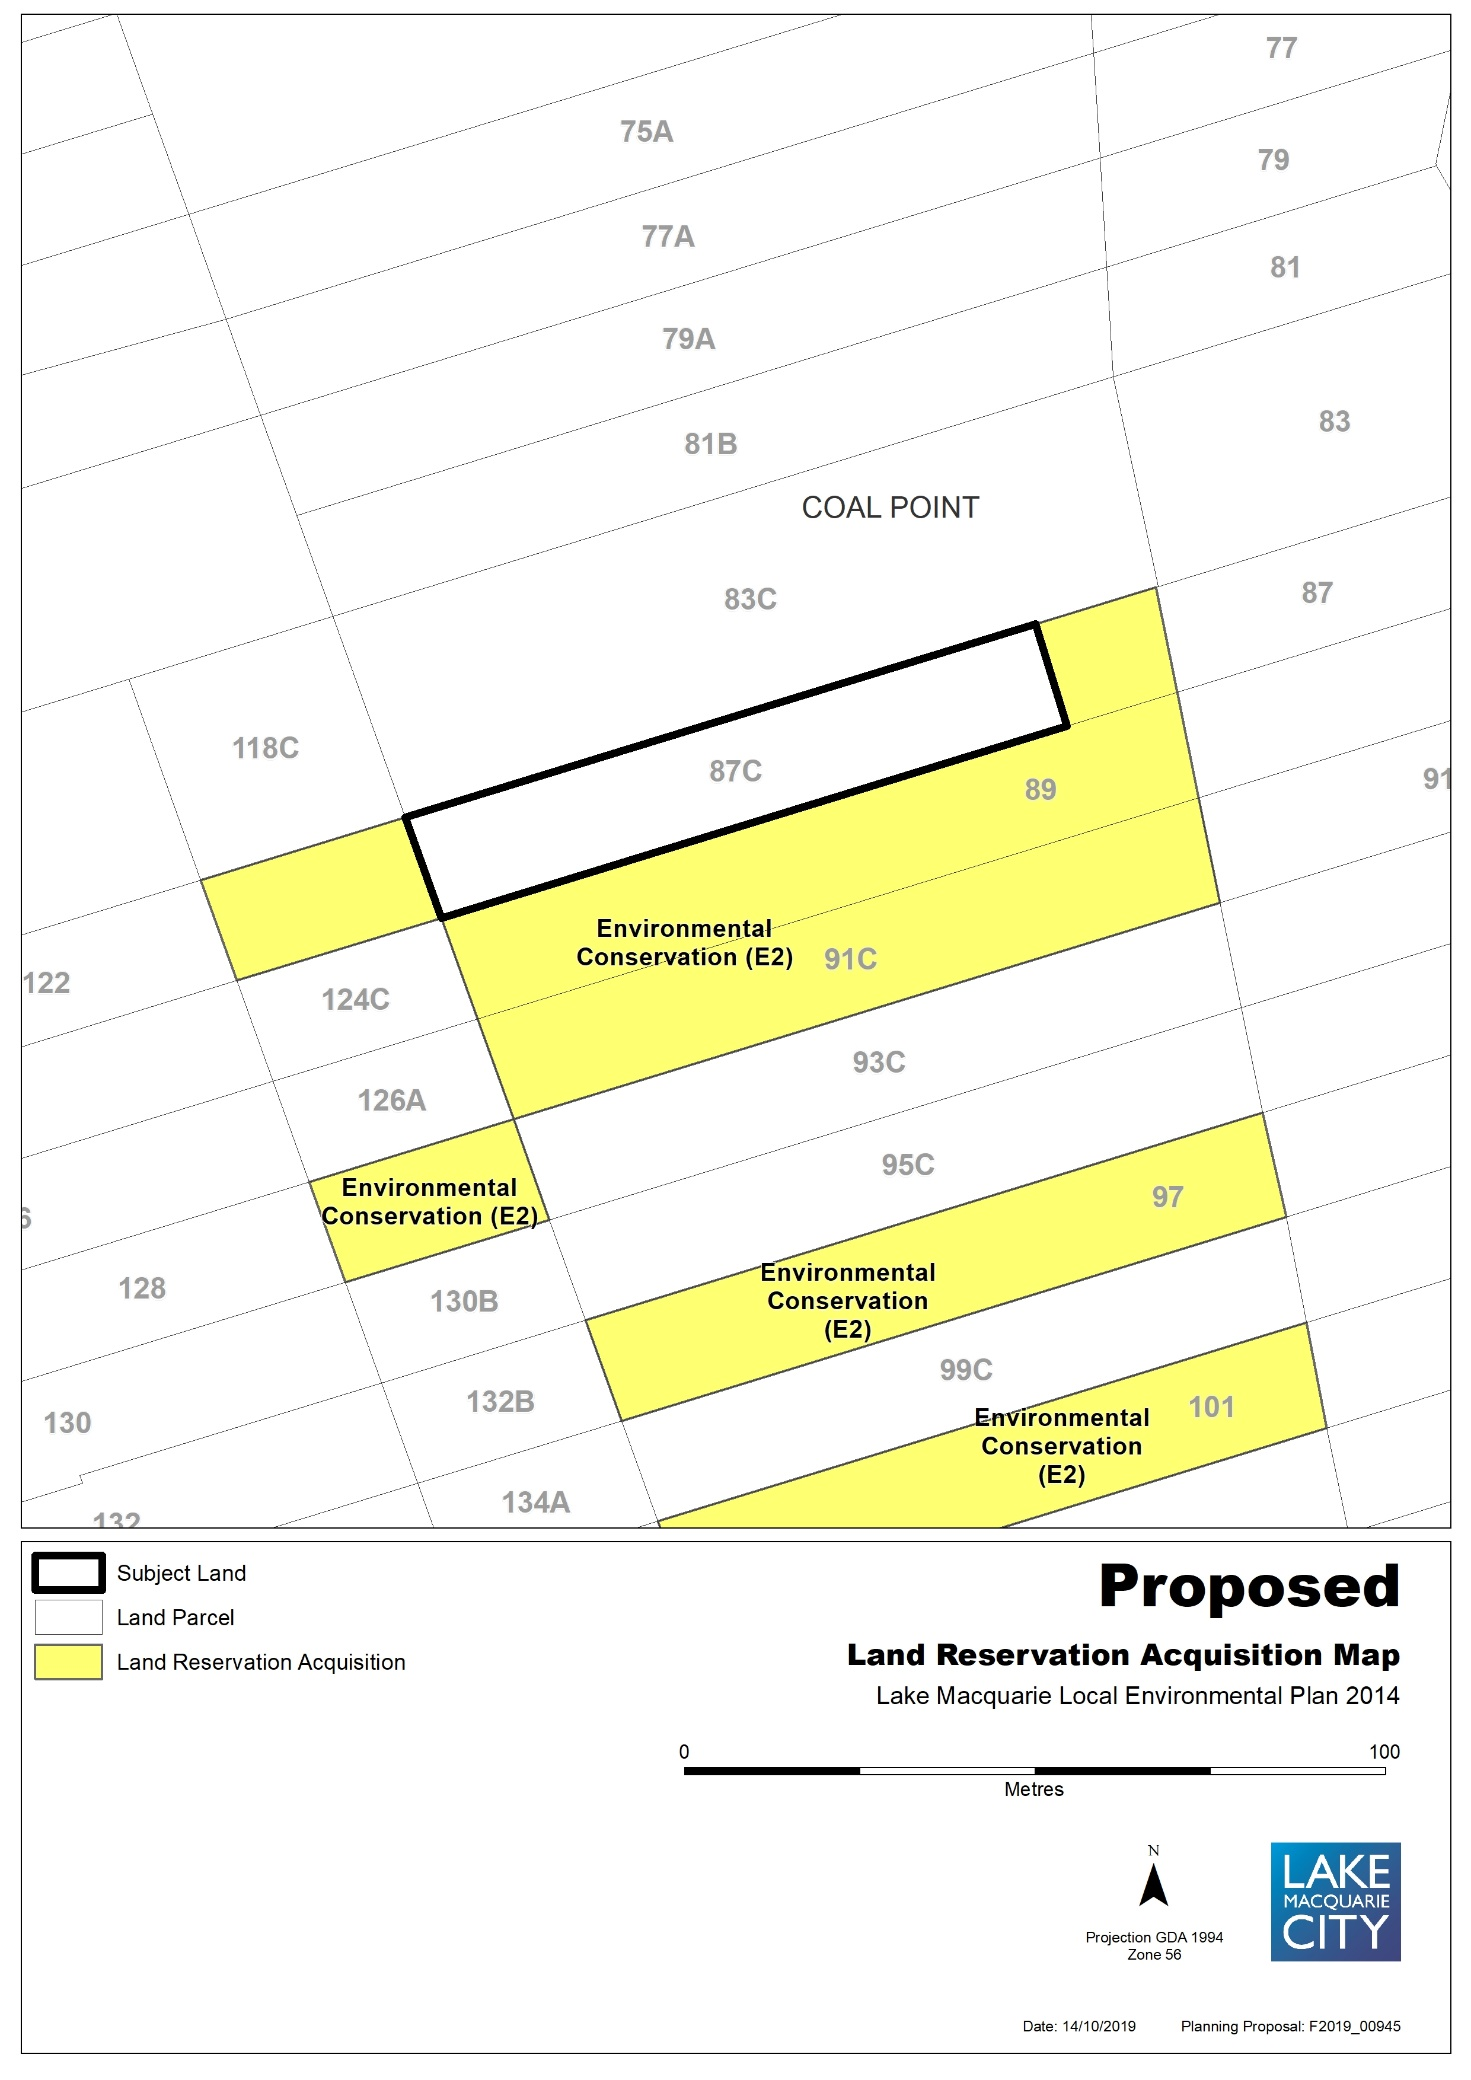 77
75A
79
77A
81
79A
83
81B
COAL POINT
87
83C
118C
87C
91
89
Environmental
Conservation (E2)
91C
122
124C
93C
126A
95C
Environmental
Conservation (E2)
97
128
Environmental
Conservation
(E2)
130B
99C
132B
101
Environmental
Conservation
(E2)
130
134A
132
Subject Land
Land Parcel
Land Reservation Acquisition
Proposed
Land Reservation Acquisition Map
Lake Macquarie Local Environmental Plan 2014
0 100
Metres
N
Projection GDA 1994
Zone 56
LAKE
MACQUARIE
CITY
Date: 14/10/2019 Planning Proposal: F2019_00945